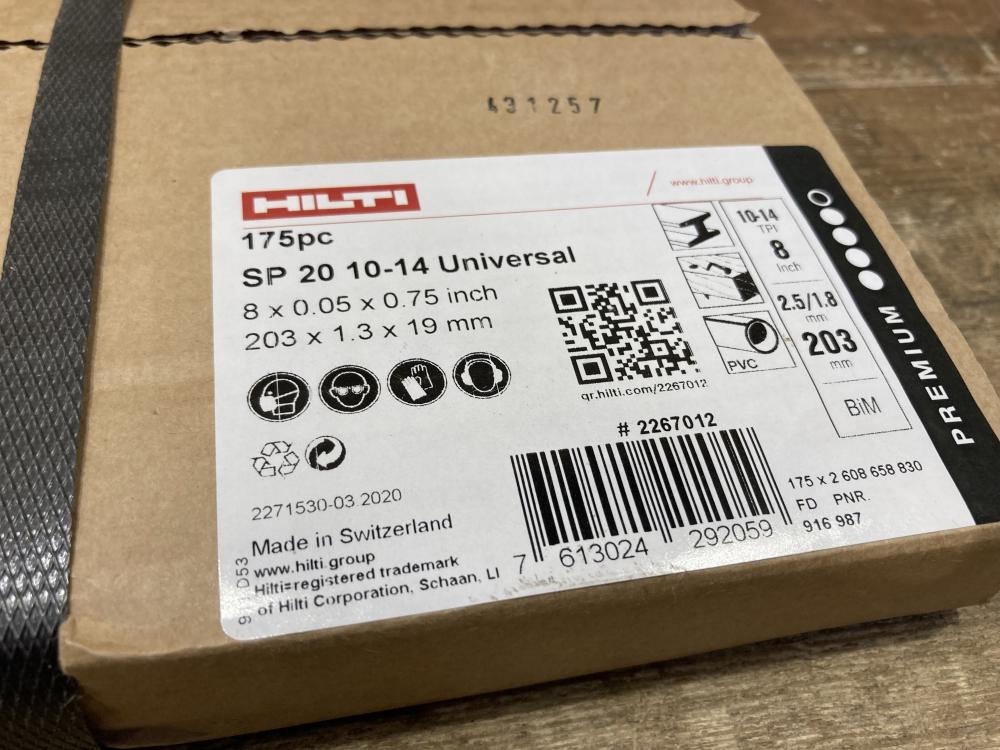 431257
HILTI
www.hilti.group
175pc
SP 20 10-14 Universal
8 x 0.05 x 0.75 inch
203 x 1.3 x 19 mm
qr.hilti.com/2267012
PVC
10-14
TPI
8
inch
2.5/1.8
mm
203
mm
BiM
PREMIUM
# 2267012
7 613024 292059
175 x 2 608 658 830
FD PNR.
916 987
2271530-03.2020
Made in Switzerland
www.hilti.group
Hilti=registered trademark
of Hilti Corporation, Schaan, LI
D53